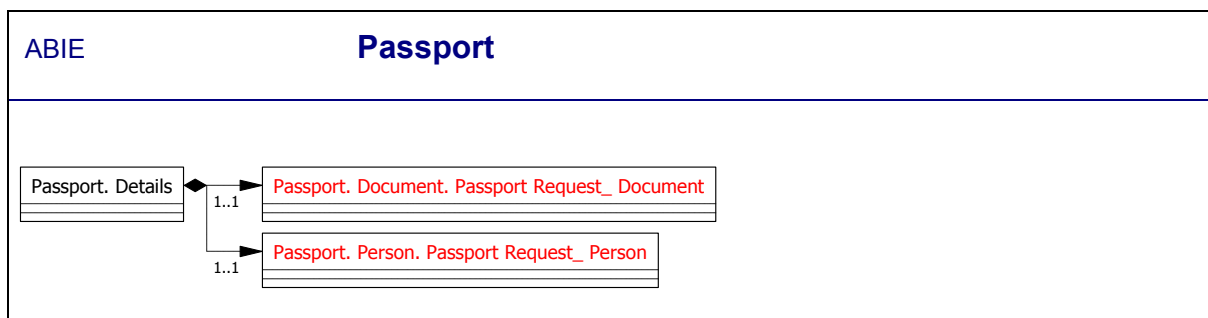 ABIE
Passport
Passport. Details
Passport. Document. Passport Request_ Document
1..1
Passport. Person. Passport Request_ Person
1..1